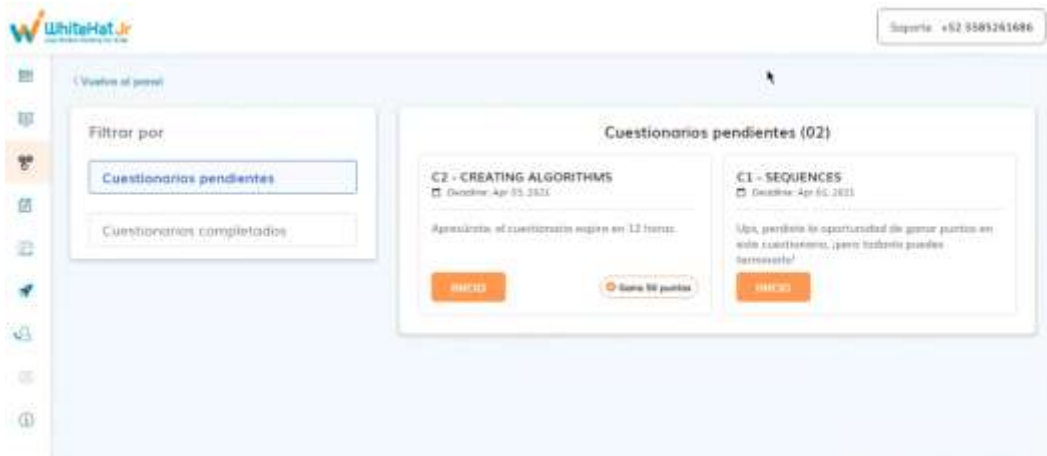 WhiteHat Jr
Soporte +52 5585261686
Vuelve al panel
Filtrar por
Cuestionarios pendientes
Cuestionarios completados
Cuestionarios pendientes (02)
C2 - CREATING ALGORITHMS
Deadline: Apr 03, 2021
Apresúrate, el cuestionario expira en 12 horas.
INICIO
Gana 50 puntos
C1 - SEQUENCES
Deadline: Apr 01, 2021
Ups, perdiste la oportunidad de ganar puntos en
este cuestionario, ¡pero todavía puedes
terminarlo!
INICIO